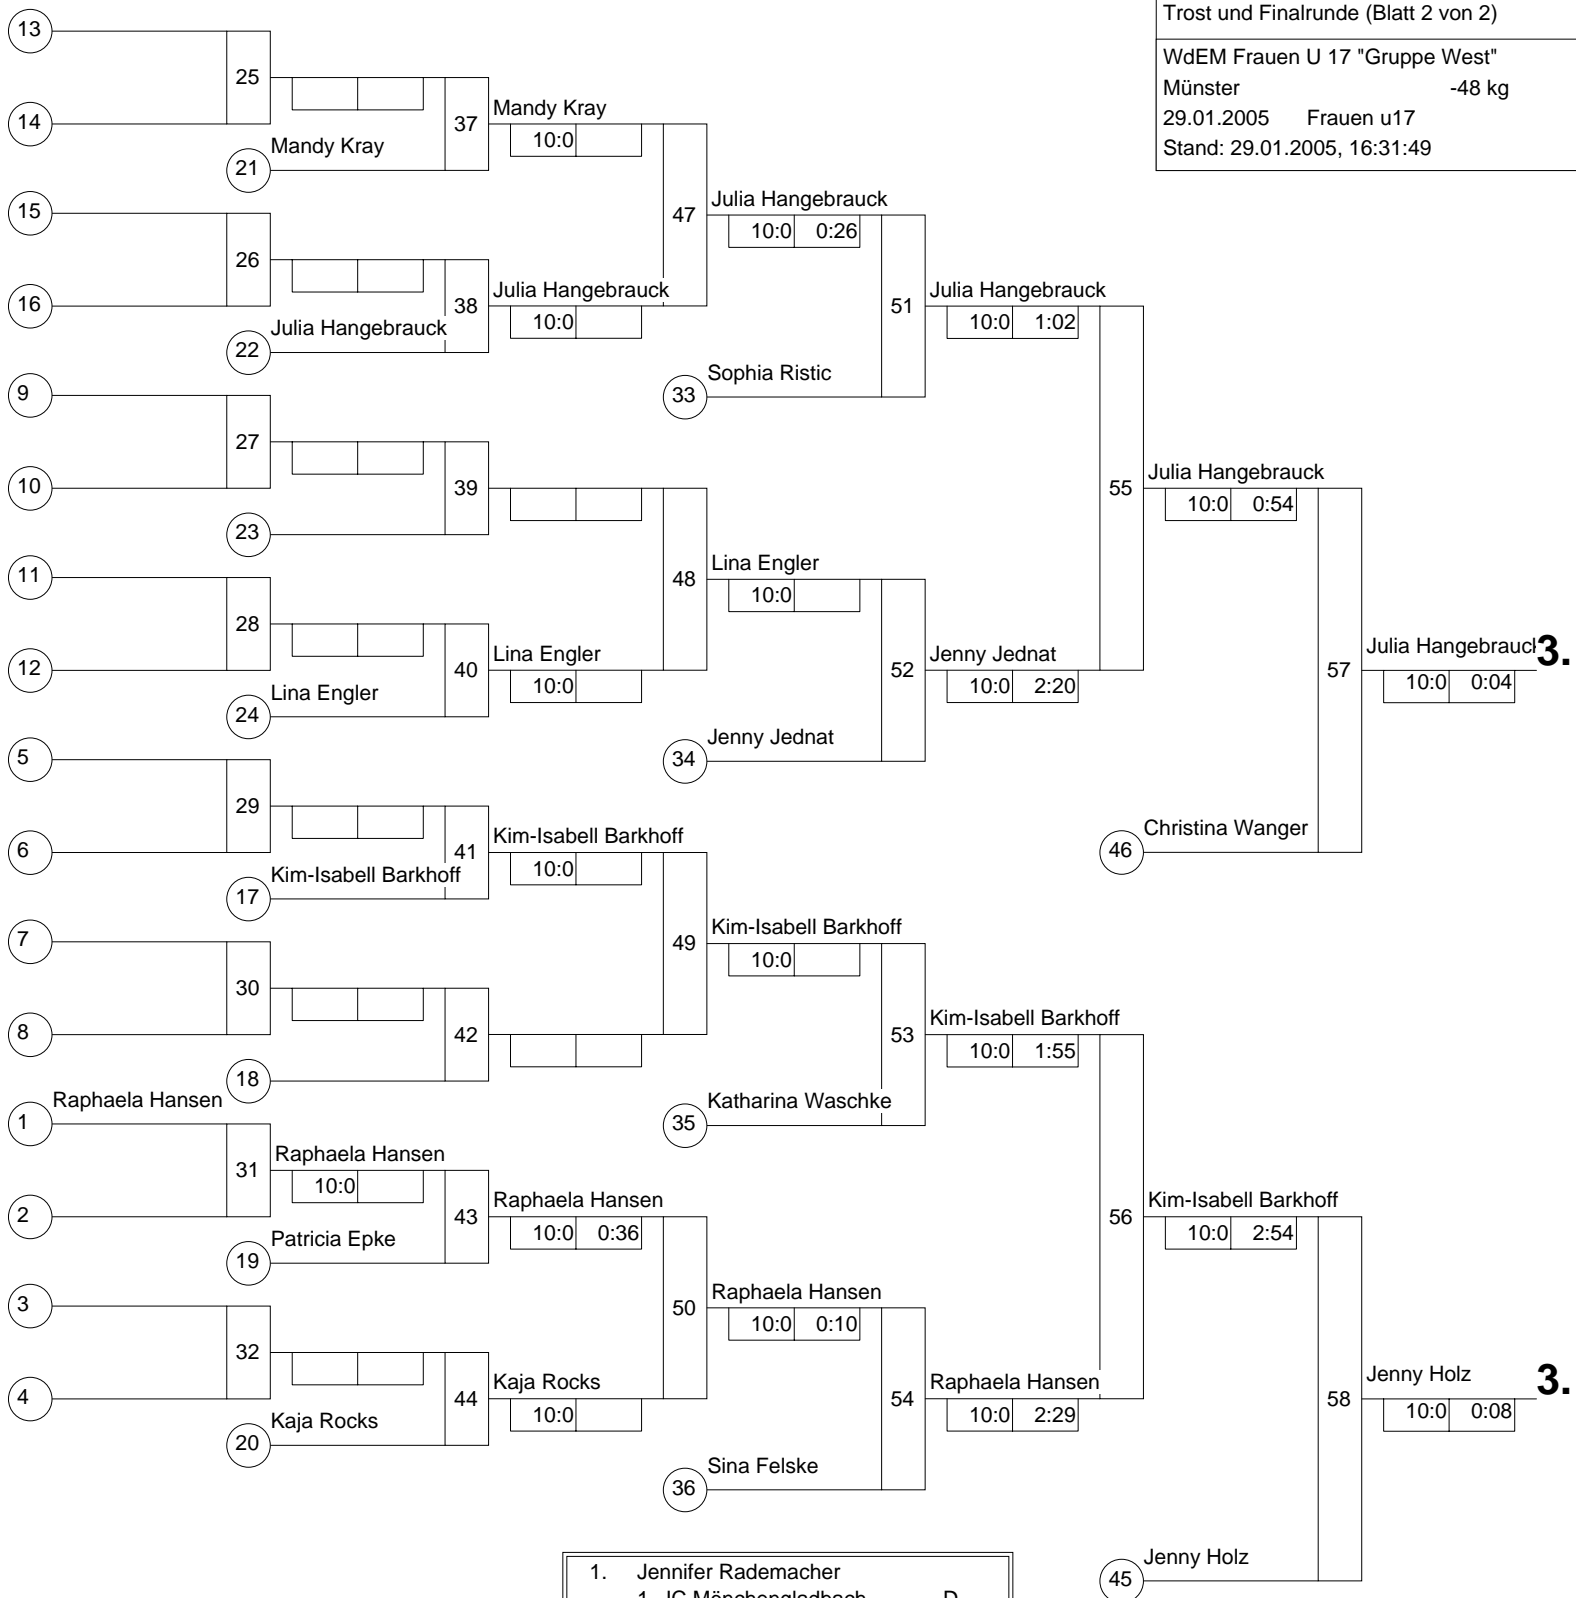 Trost und Finalrunde (Blatt 2 von 2)
WdEM Frauen U 17 "Gruppe West"
Münster -48 kg
29.01.2005 Frauen u17
Stand: 29.01.2005, 16:31:49
13
25
14
37
Mandy Kray
10:0
21
Mandy Kray
15
47
Julia Hangebrauck
10:0 0:26
26
16
38
Julia Hangebrauck
10:0
22
Julia Hangebrauck
51
Julia Hangebrauck
10:0 1:02
33
Sophia Ristic
9
27
10
39
23
55
Julia Hangebrauck
10:0 0:54
11
48
Lina Engler
10:0
28
12
40
Lina Engler
10:0
24
Lina Engler
52
Jenny Jednat
10:0 2:20
34
Jenny Jednat
57
Julia Hangebrauck
3.
10:0 0:04
46
Christina Wanger
5
29
6
41
Kim-Isabell Barkhoff
10:0
17
Kim-Isabell Barkhoff
7
49
Kim-Isabell Barkhoff
10:0
30
8
42
18
53
Kim-Isabell Barkhoff
10:0 1:55
35
Katharina Waschke
1
Raphaela Hansen
31
Raphaela Hansen
10:0
2
43
Raphaela Hansen
10:0 0:36
19
Patricia Epke
56
Kim-Isabell Barkhoff
10:0 2:54
3
50
Raphaela Hansen
10:0 0:10
32
4
44
Kaja Rocks
10:0
20
Kaja Rocks
54
Raphaela Hansen
10:0 2:29
36
Sina Felske
58
Jenny Holz
3.
10:0 0:08
45
Jenny Holz
1. Jennifer Rademacher
1. JC Mönchengladbach D